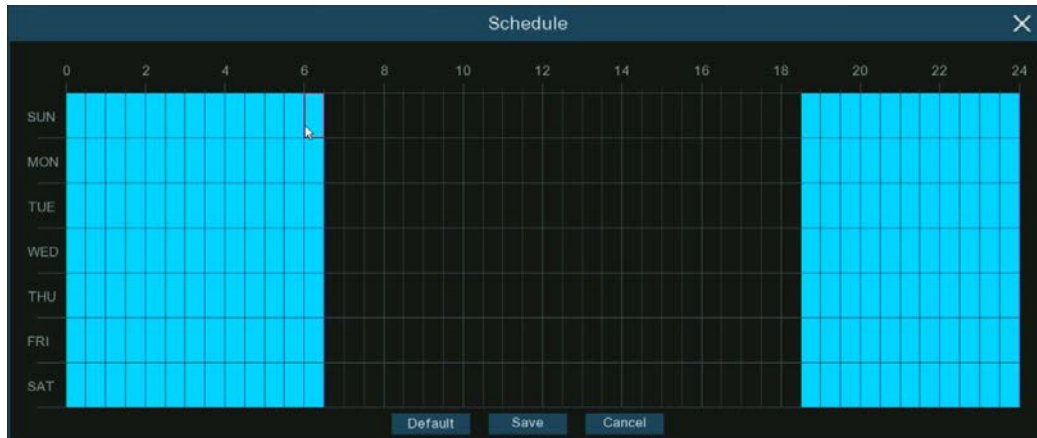 Schedule
0 2 4 6 8 10 12 14 16 18 20 22 24
SUN
MON
TUE
WED
THU
FRI
SAT
Default Save Cancel